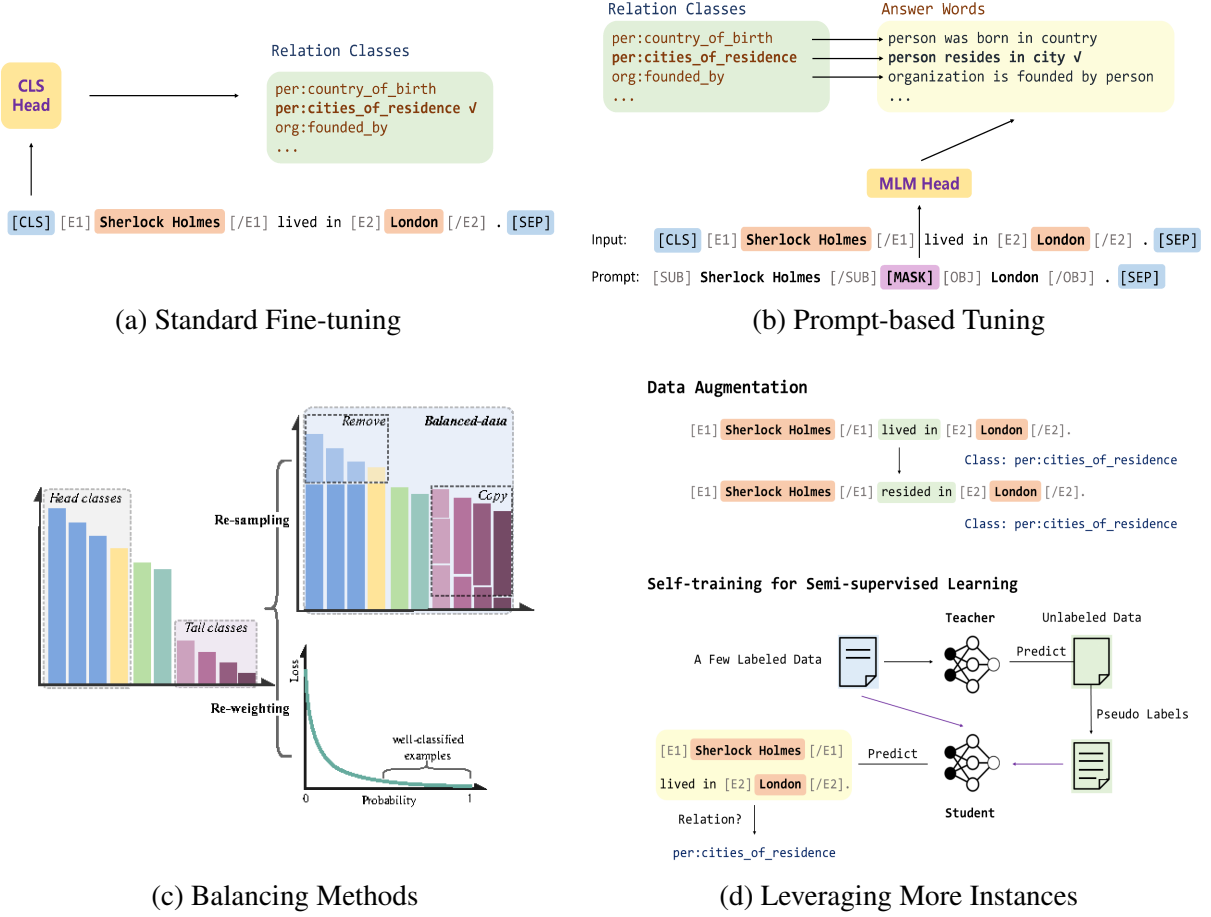 Relation Classes
CLS
Head
per:country_of_birth
per:cities_of_residence √
org:founded_by
...
[CLS] [E1] Sherlock Holmes [/E1] lived in [E2] London [/E2] . [SEP]
(a) Standard Fine-tuning
Relation Classes
Answer Words
per:country_of_birth
person was born in country
per:cities_of_residence
person resides in city √
org:founded_by
organization is founded by person
...
...
MLM Head
Input: [CLS] [E1] Sherlock Holmes [/E1] lived in [E2] London [/E2] . [SEP]
Prompt: [SUB] Sherlock Holmes [/SUB] [MASK] [OBJ] London [/OBJ] . [SEP]
(b) Prompt-based Tuning
Head classes
Tail classes
Re-sampling
Remove
Balanced-data
Copy
Re-weighting
Loss
well-classified
examples
0
1
Probability
(c) Balancing Methods
Data Augmentation
[E1] Sherlock Holmes [/E1] lived in [E2] London [/E2].
Class: per:cities_of_residence
[E1] Sherlock Holmes [/E1] resided in [E2] London [/E2].
Class: per:cities_of_residence
Self-training for Semi-supervised Learning
Teacher
Unlabeled Data
A Few Labeled Data
Predict
Pseudo Labels
[E1] Sherlock Holmes [/E1]
lived in [E2] London [/E2].
Predict
Student
Relation?
per:cities_of_residence
(d) Leveraging More Instances